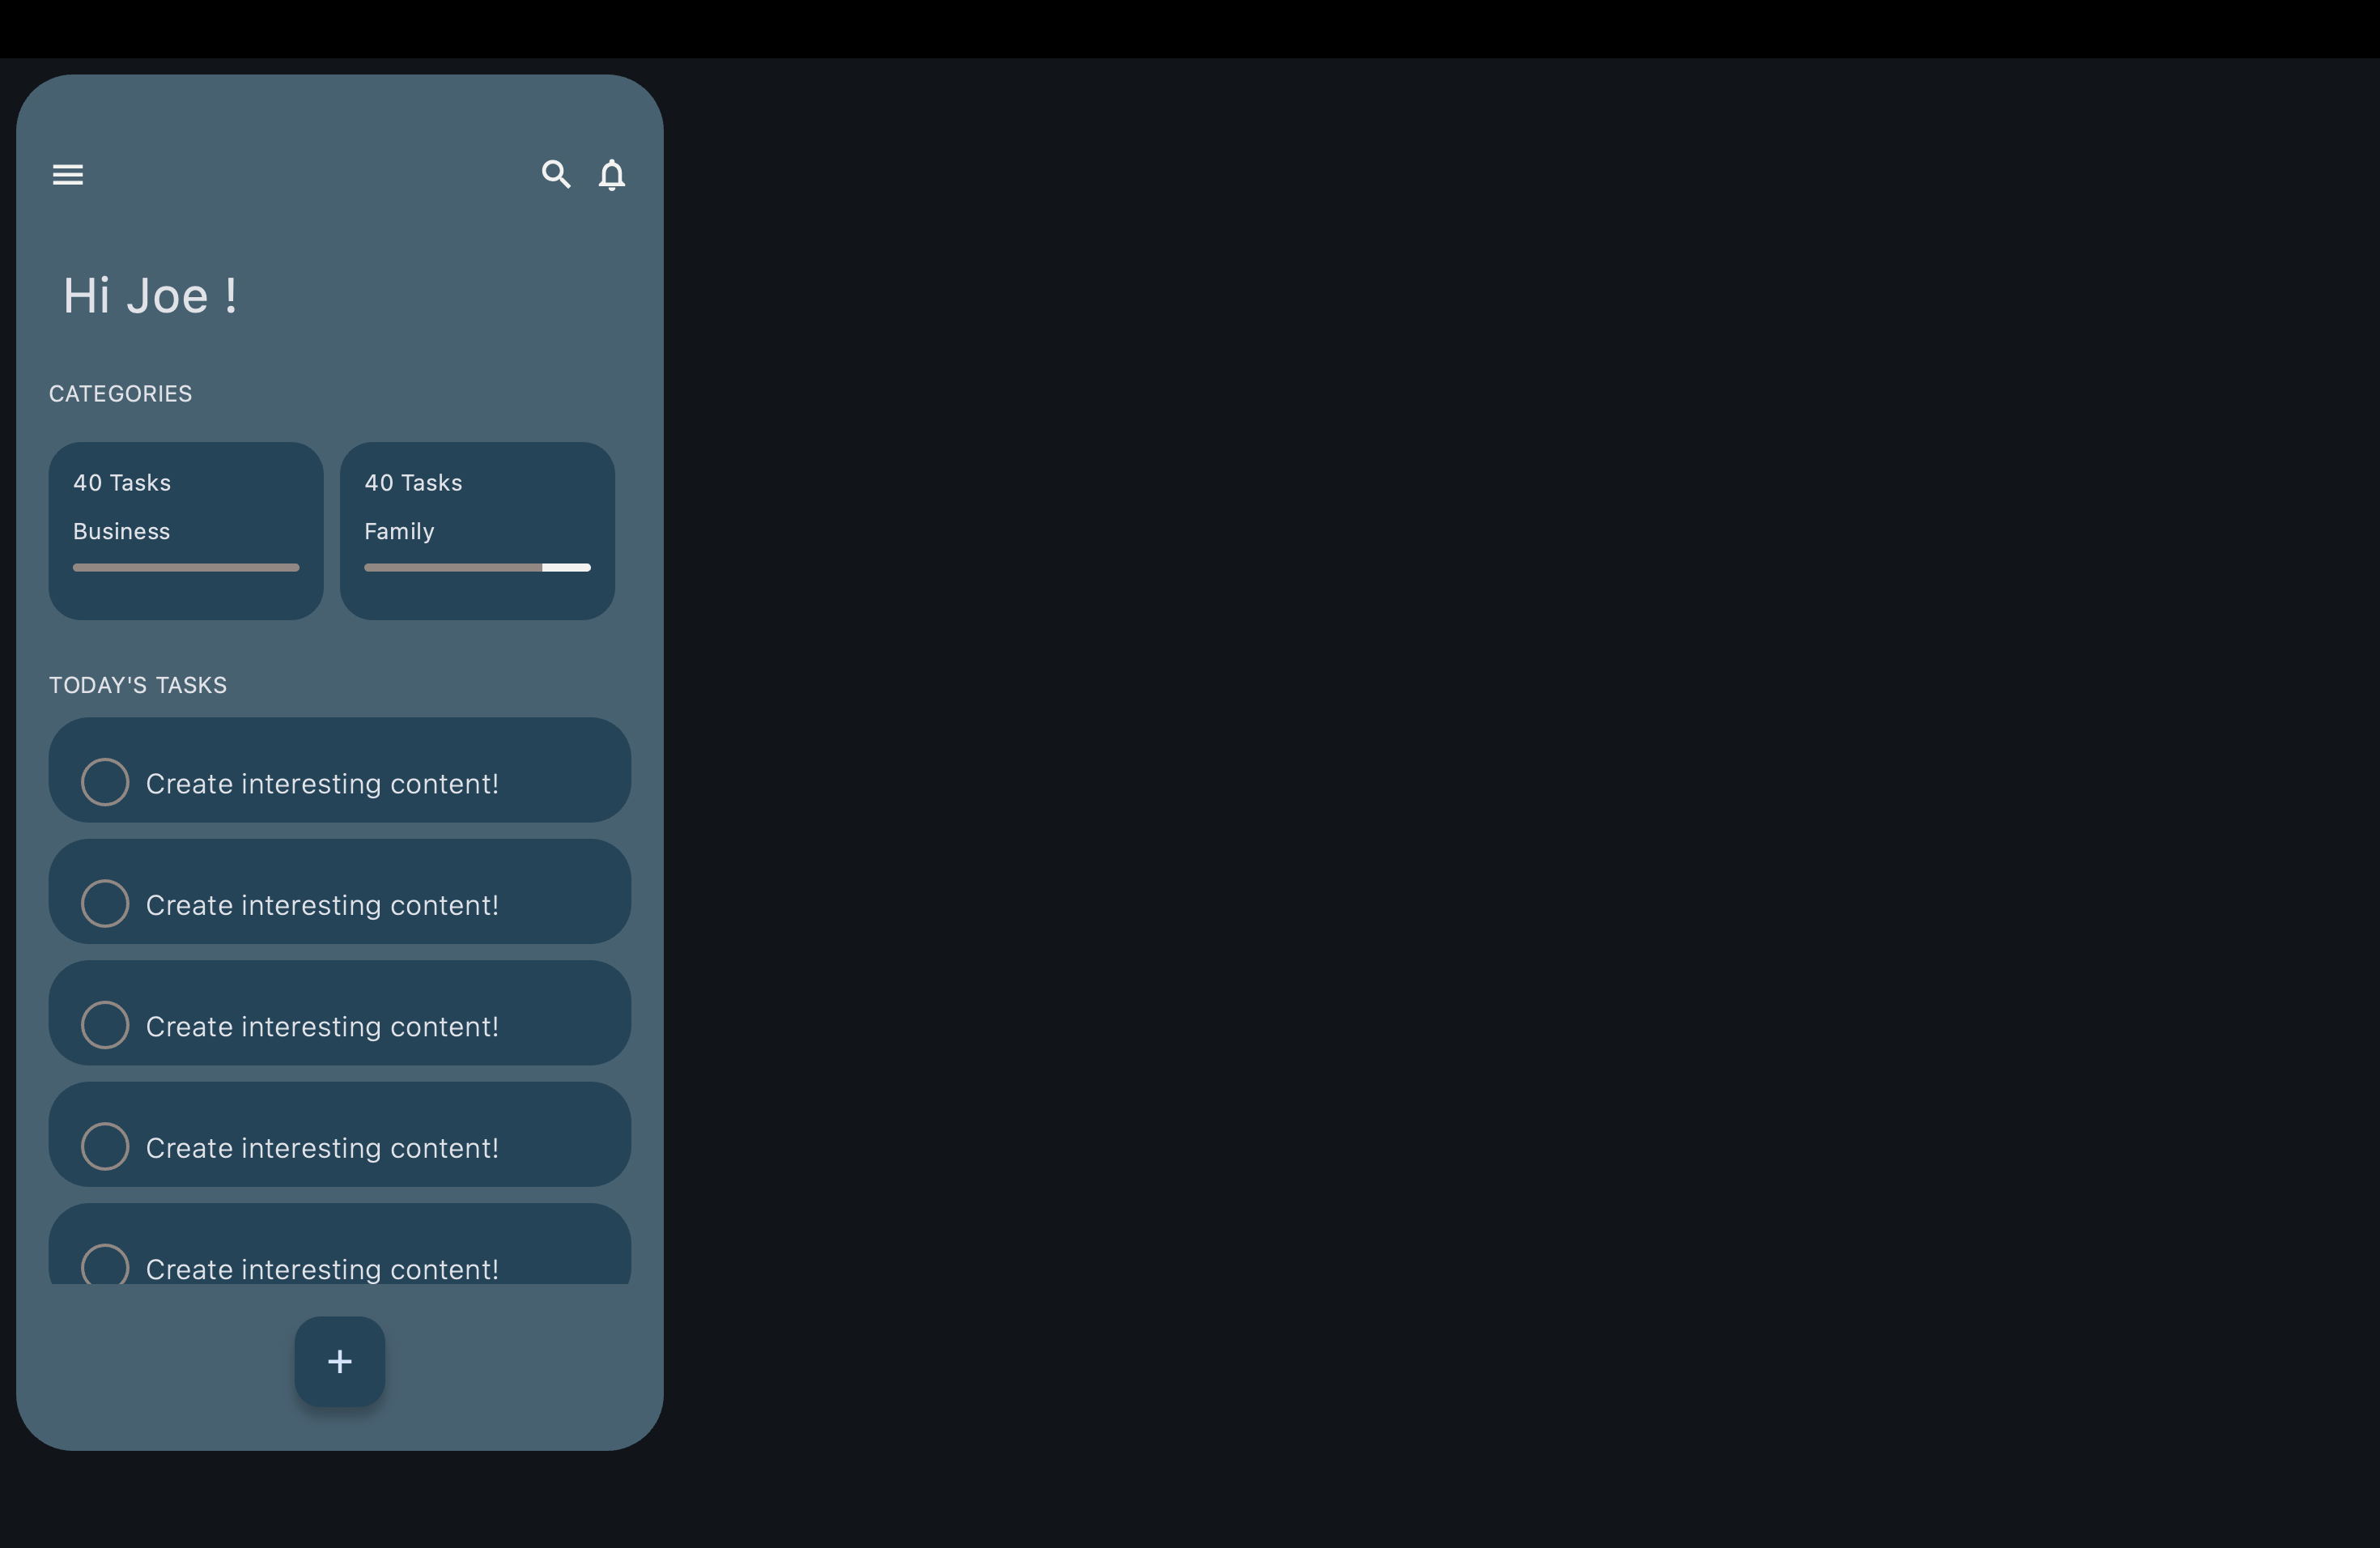 Hi Joe !
CATEGORIES
40 Tasks
Business
40 Tasks
Family
TODAY'S TASKS
Create interesting content!
Create interesting content!
Create interesting content!
Create interesting content!
Create interesting content!